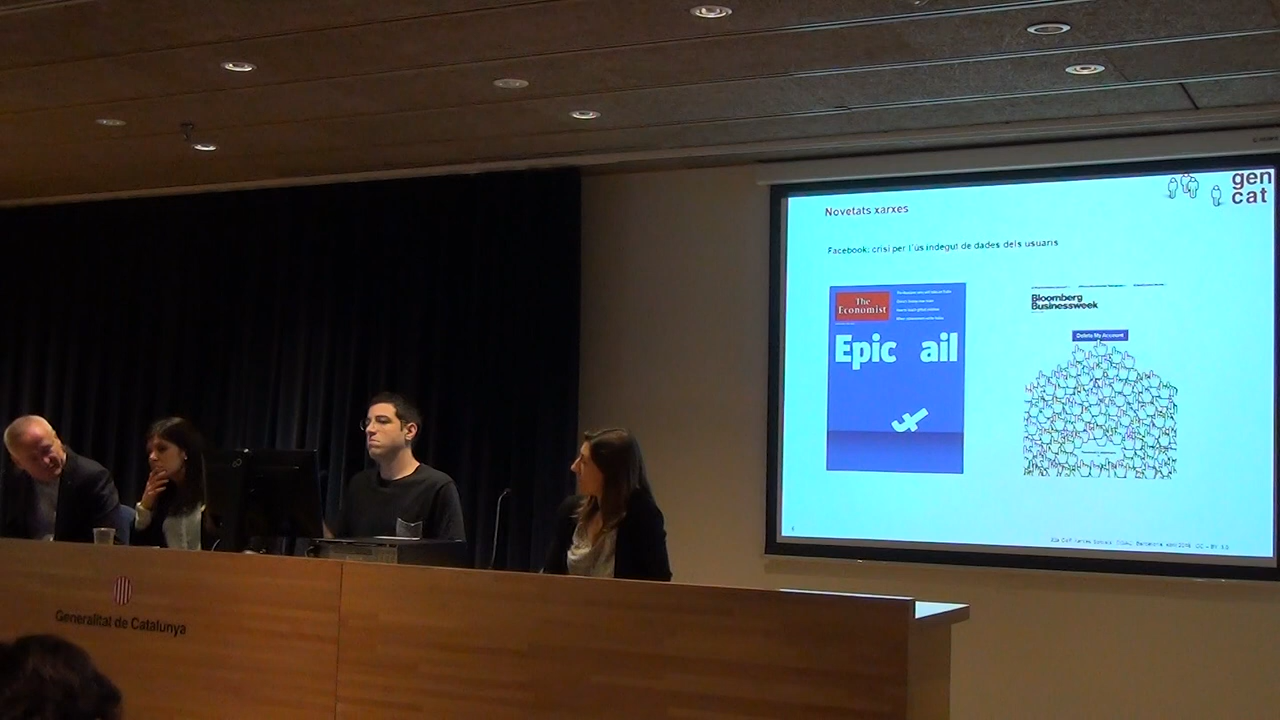 gen
cat
Novetats xarxes
Facebook: crisi per l'ús indegut de dades dels usuaris
The
Economist
Epic ail
Bloomberg
Businessweek
Delete My Account
Generalitat de Catalunya